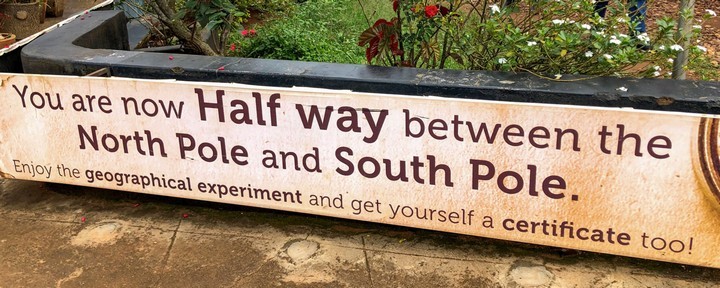 You are now Half way between the
North Pole and South Pole.
Enjoy the geographical experiment and get yourself a certificate too!